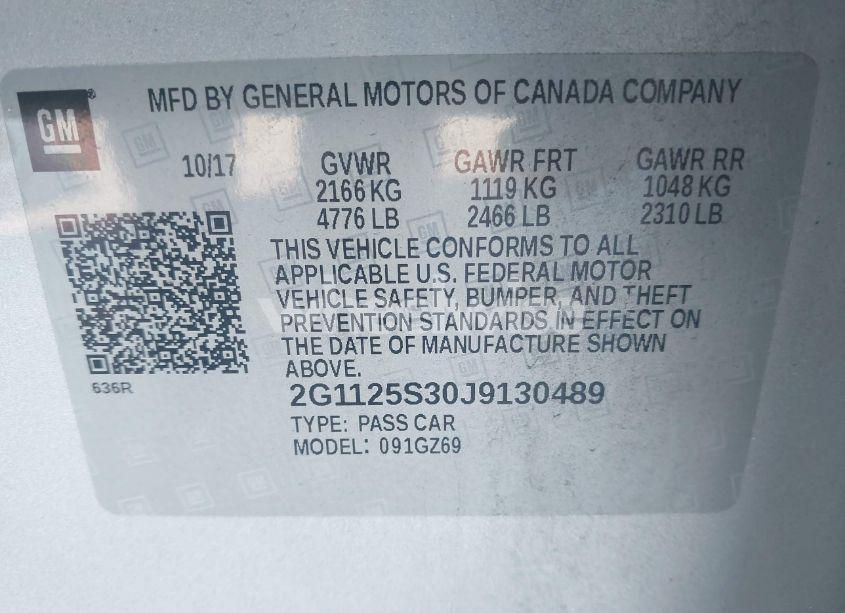 GM
MFD BY GENERAL MOTORS OF CANADA COMPANY
10/17 GVWR GAWR FRT GAWR RR
2166 KG 1119 KG 1048 KG
4776 LB 2466 LB 2310 LB
THIS VEHICLE CONFORMS TO ALL
APPLICABLE U.S. FEDERAL MOTOR
VEHICLE SAFETY, BUMPER, AND THEFT
PREVENTION STANDARDS IN EFFECT ON
THE DATE OF MANUFACTURE SHOWN
ABOVE.
636R
2G1125S30J9130489
TYPE: PASS CAR
MODEL: 091GZ69